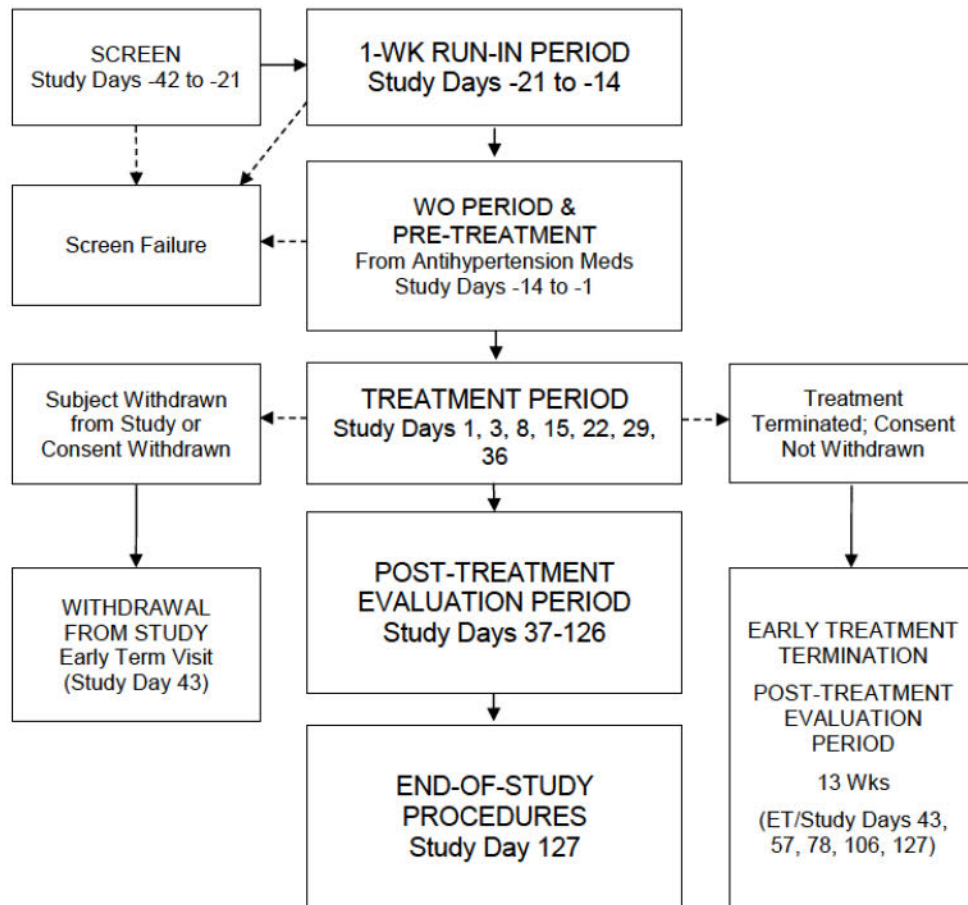 SCREEN
Study Days -42 to -21
1-WK RUN-IN PERIOD
Study Days -21 to -14
Screen Failure
WO PERIOD &
PRE-TREATMENT
From Antihypertension Meds
Study Days -14 to -1
Subject Withdrawn
from Study or
Consent Withdrawn
TREATMENT PERIOD
Study Days 1, 3, 8, 15, 22, 29,
36
Treatment
Terminated; Consent
Not Withdrawn
WITHDRAWAL
FROM STUDY
Early Term Visit
(Study Day 43)
POST-TREATMENT
EVALUATION PERIOD
Study Days 37-126
EARLY TREATMENT
TERMINATION
POST-TREATMENT
EVALUATION
PERIOD
13 Wks
(ET/Study Days 43,
57, 78, 106, 127)
END-OF-STUDY
PROCEDURES
Study Day 127